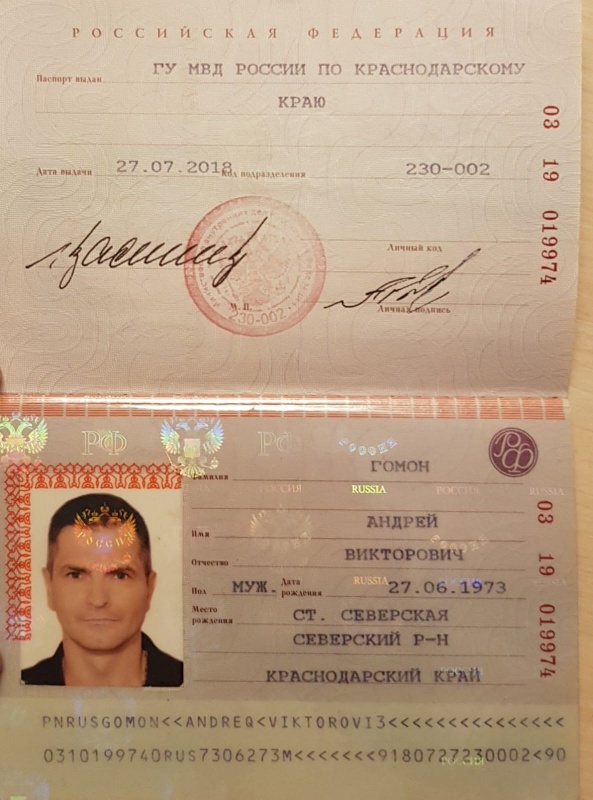 РОССИЙСКАЯ ФЕДЕРАЦИЯ
Паспорт выдан ГУ МВД РОССИИ ПО КРАСНОДАРСКОМУ
КРАЮ
Дата выдачи 27.07.2018 Код подразделения 230-002
03 19 019974
Личный код
М. П.
230-002
Личная подпись
РФ РФ РОССИЯ РФ
Фамилия ГОМОН
РОССИЯ RUSSIA РОССИЯ RUSSIA
Имя АНДРЕЙ
Отчество ВИКТОРОВИЧ
Пол МУЖ. Дата рождения 27.06.1973
RUSSIA
Место рождения СТ. СЕВЕРСКАЯ
СЕВЕРСКИЙ Р-Н
КРАСНОДАРСКИЙ КРАЙ
03 19 019974
PNRUSGOMON<<ANDREQ<VIKTOROVI3<<<<<<<<<<<<<<<
0310199740RUS7306273M<<<<<<<9180727230002<90